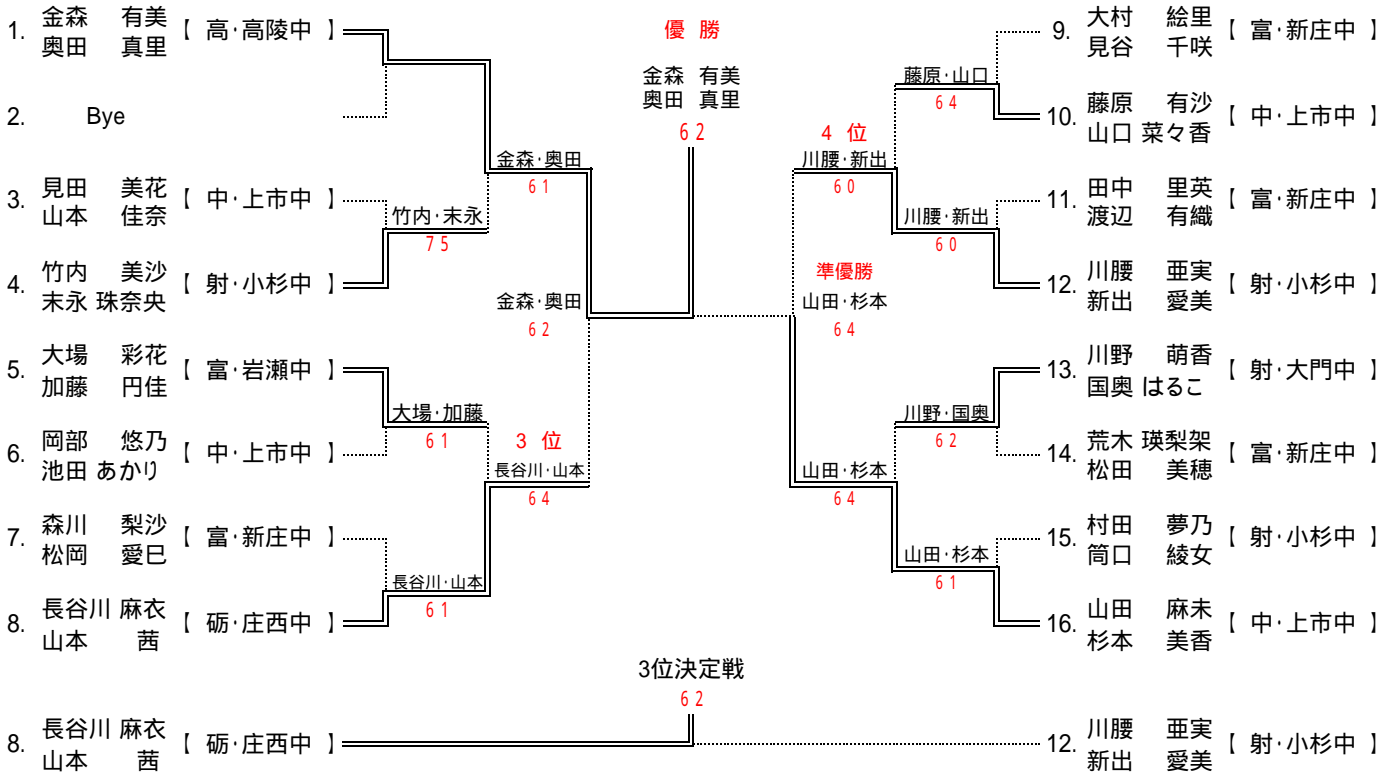 1. 金森 有美 【 高・高陵中 】
奥田 真里
2. Bye
3. 見田 美花 【 中・上市中 】
山本 佳奈
4. 竹内 美沙 【 射・小杉中 】
末永 珠奈央
5. 大場 彩花 【 富・岩瀬中 】
加藤 円佳
6. 岡部 悠乃 【 中・上市中 】
池田 あかり
7. 森川 梨沙 【 富・新庄中 】
松岡 愛巳
8. 長谷川 麻衣 【 砺・庄西中 】
山本 茜
竹内・末永
75
大場・加藤
61
長谷川・山本
61
金森・奥田
61
3 位
長谷川・山本
64
金森・奥田
62
優 勝
金森 有美
奥田 真里
62
4 位
川腰・新出
60
準優勝
山田・杉本
64
山田・杉本
64
藤原・山口
64
川腰・新出
60
川野・国奥
62
山田・杉本
61
9. 大村 絵里 【 富・新庄中 】
見谷 千咲
10. 藤原 有沙 【 中・上市中 】
山口 菜々香
11. 田中 里英 【 富・新庄中 】
渡辺 有織
12. 川腰 亜実 【 射・小杉中 】
新出 愛美
13. 川野 萌香 【 射・大門中 】
国奥 はるこ
14. 荒木 瑛梨架 【 富・新庄中 】
松田 美穂
15. 村田 夢乃 【 射・小杉中 】
筒口 綾女
16. 山田 麻未 【 中・上市中 】
杉本 美香
3位決定戦
62
8. 長谷川 麻衣 【 砺・庄西中 】
山本 茜
12. 川腰 亜実 【 射・小杉中 】
新出 愛美